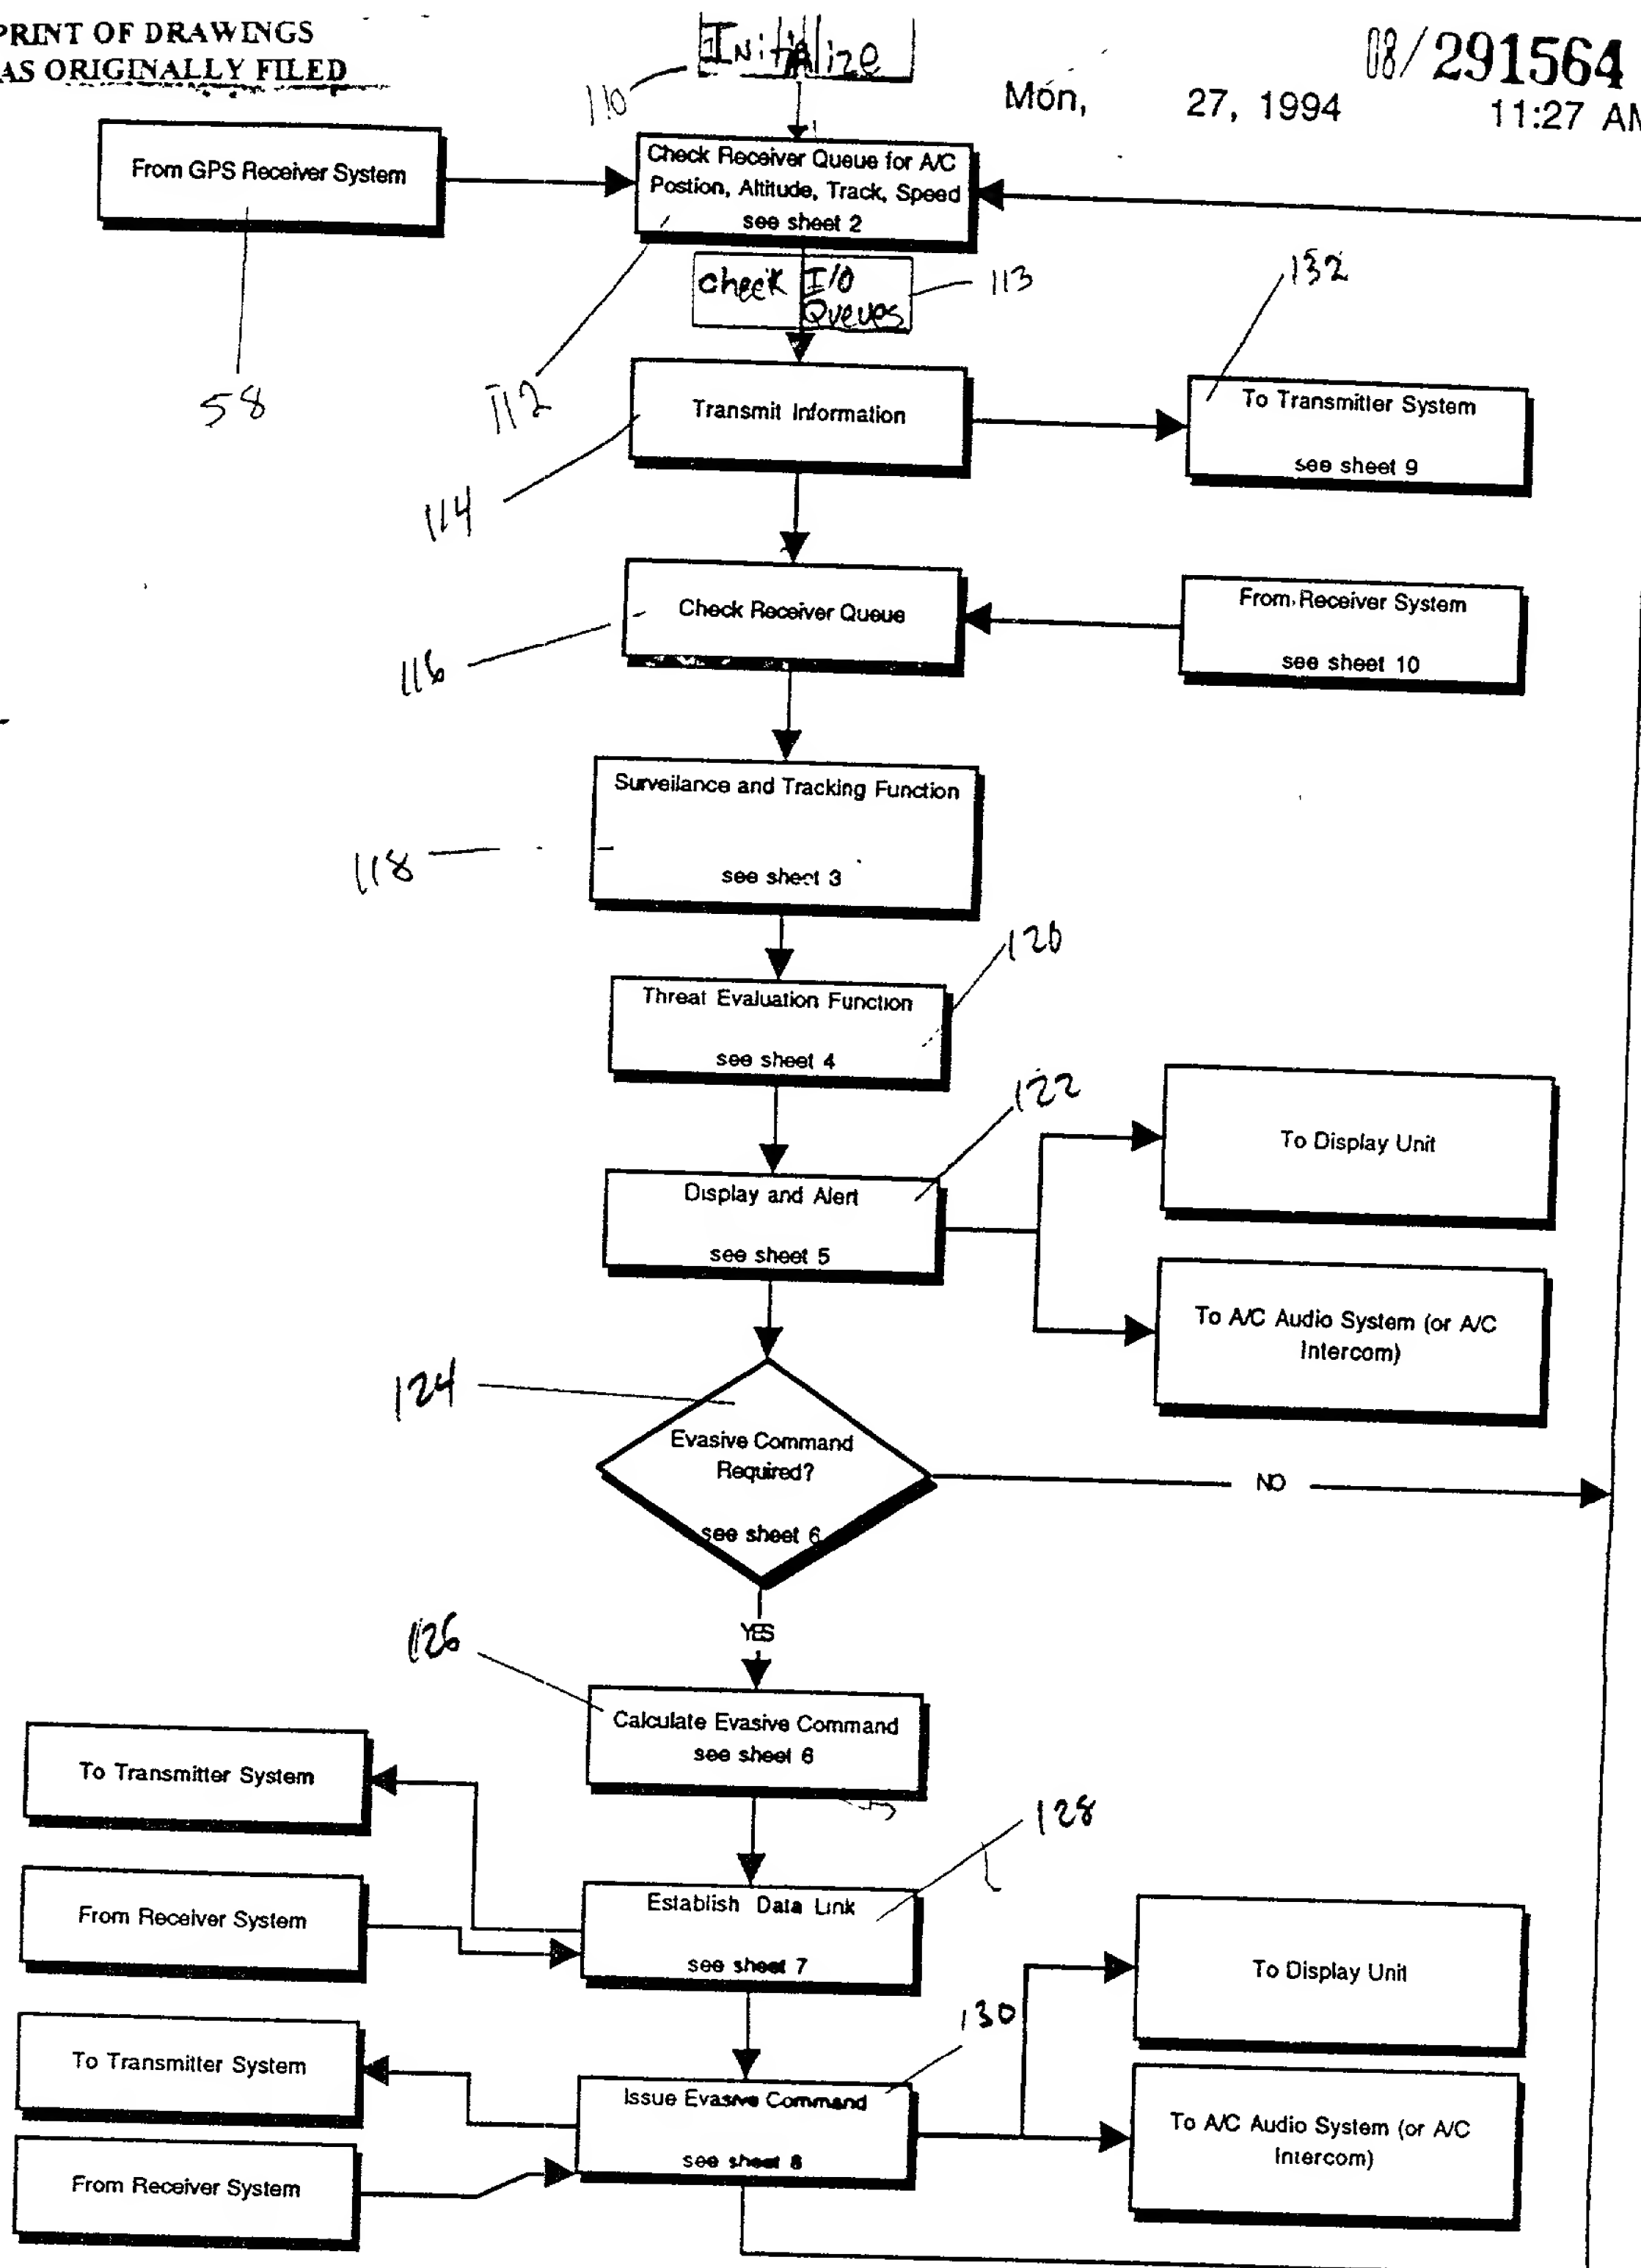 PRINT OF DRAWINGS
AS ORIGINALLY FILED
Initialize
08/291564
110
Mon, 27, 1994 11:27 AM
From GPS Receiver System
Check Receiver Queue for A/C
Postion, Altitude, Track, Speed
see sheet 2
check I/O
Queues
113
132
58
112
Transmit Information
To Transmitter System
see sheet 9
114
Check Receiver Queue
From Receiver System
see sheet 10
116
Surveilance and Tracking Function
see sheet 3
118
120
Threat Evaluation Function
see sheet 4
122
To Display Unit
Display and Alert
see sheet 5
To A/C Audio System (or A/C
Intercom)
124
Evasive Command
Required?
see sheet 6
NO
YES
126
Calculate Evasive Command
see sheet 6
To Transmitter System
128
Establish Data Link
see sheet 7
From Receiver System
To Display Unit
130
To Transmitter System
Issue Evasive Command
see sheet 8
To A/C Audio System (or A/C
Intercom)
From Receiver System